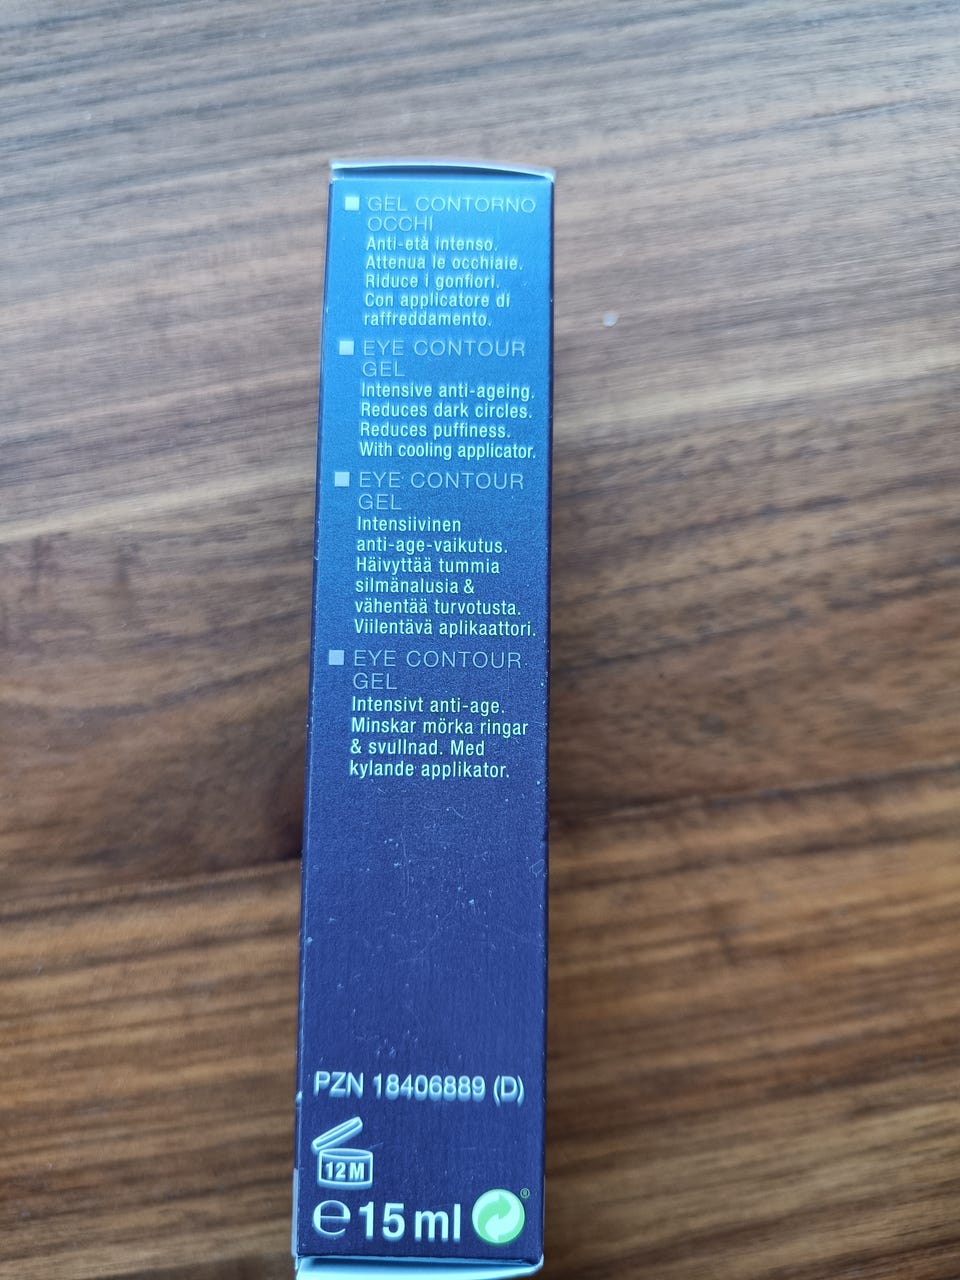 GEL CONTORNO
OCCHI
Anti-età intenso.
Attenua le occhiaie.
Riduce i gonfiori.
Con applicatore di
raffreddamento.
EYE CONTOUR
GEL
Intensive anti-ageing.
Reduces dark circles.
Reduces puffiness.
With cooling applicator.
EYE CONTOUR
GEL
Intensiivinen
anti-age-vaikutus.
Häivyttää tummia
silmänalusia &
vähentää turvotusta.
Viilentävä aplikaattori.
EYE CONTOUR
GEL
Intensivt anti-age.
Minskar mörka ringar
& svullnad. Med
kylande applikator.
PZN 18406889 (D)
12M
℮ 15 ml ®